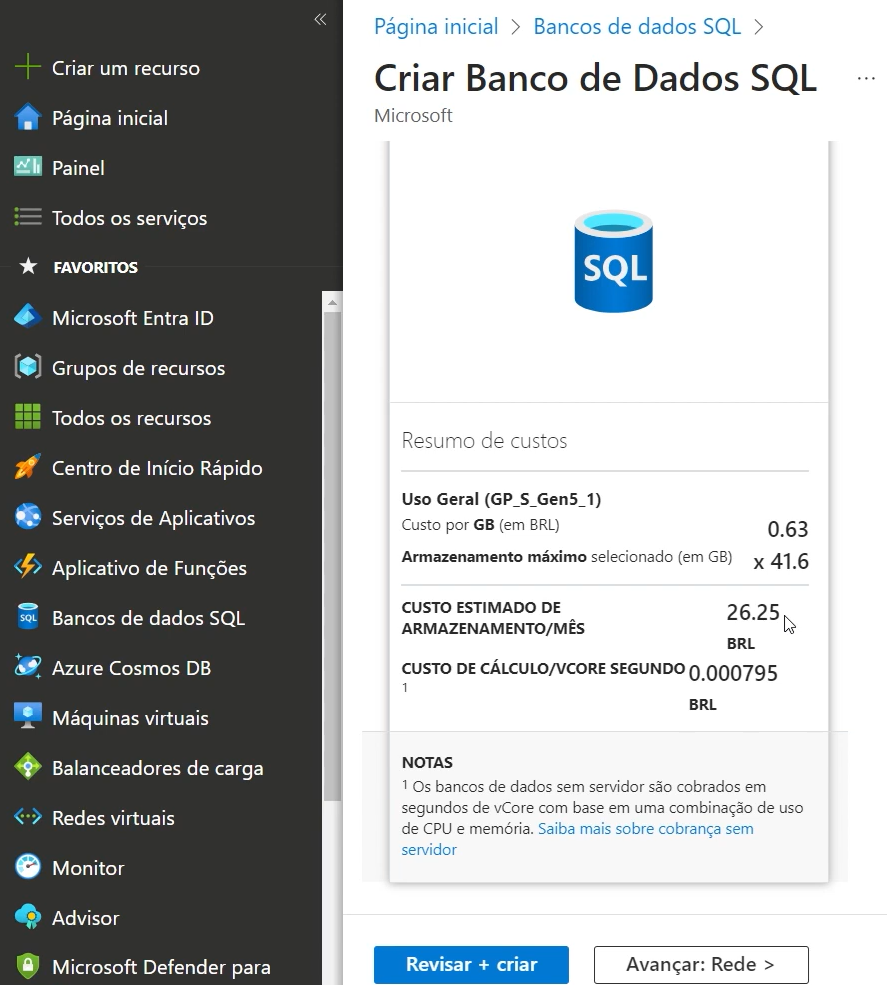 «
Criar um recurso
Página inicial
Painel
Todos os serviços
FAVORITOS
Microsoft Entra ID
Grupos de recursos
Todos os recursos
Centro de Início Rápido
Serviços de Aplicativos
Aplicativo de Funções
Bancos de dados SQL
Azure Cosmos DB
Máquinas virtuais
Balanceadores de carga
Redes virtuais
Monitor
Advisor
Microsoft Defender para
Página inicial > Bancos de dados SQL >
Criar Banco de Dados SQL ...
Microsoft
SQL
Resumo de custos
Uso Geral (GP_S_Gen5_1)
Custo por GB (em BRL) 0.63
Armazenamento máximo selecionado (em GB) x 41.6
CUSTO ESTIMADO DE 26.25
ARMAZENAMENTO/MÊS
BRL
CUSTO DE CÁLCULO/VCORE SEGUNDO 0.000795
1
BRL
NOTAS
1 Os bancos de dados sem servidor são cobrados em
segundos de vCore com base em uma combinação de uso
de CPU e memória. Saiba mais sobre cobrança sem
servidor
Revisar + criar
Avançar: Rede >